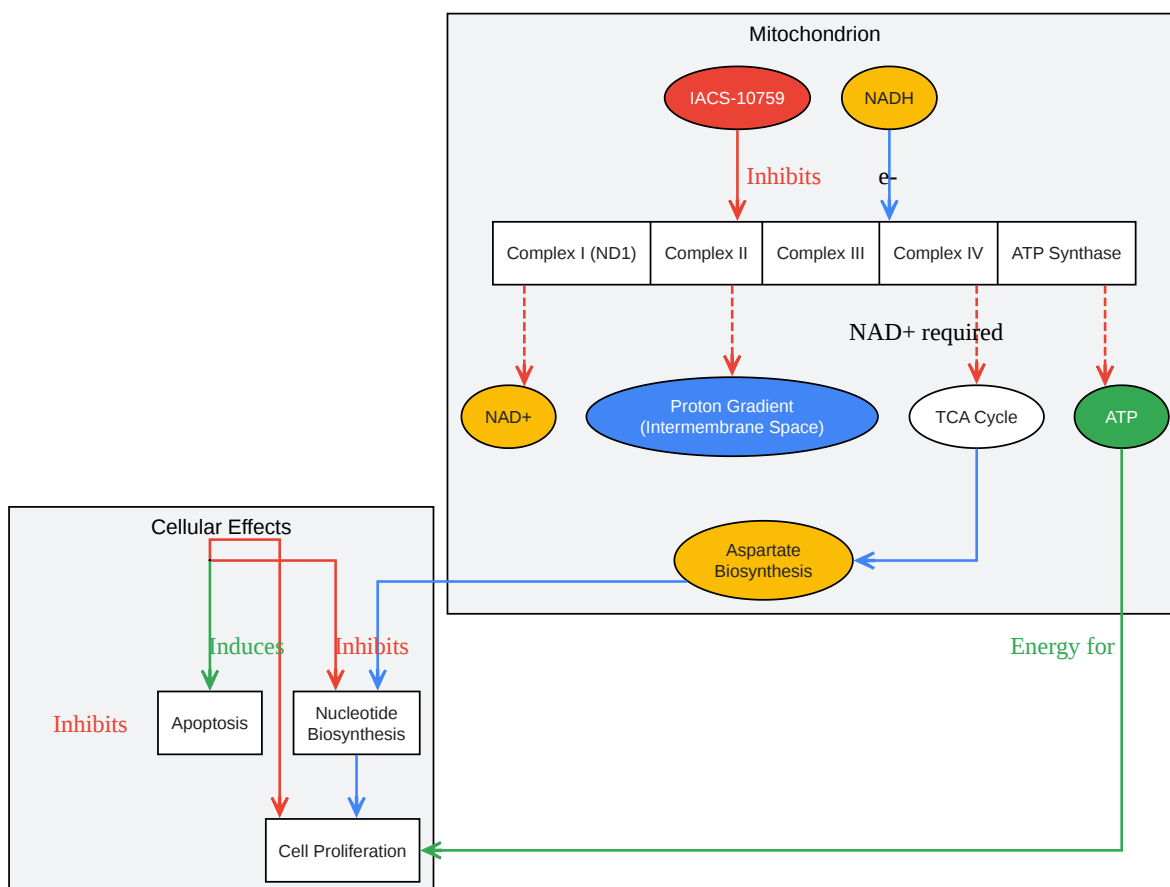 Mitochondrion
IACS-10759
NADH
Inhibits
e-
Complex I (ND1)
Complex II
Complex III
Complex IV
ATP Synthase
NAD+ required
NAD+
Proton Gradient
(Intermembrane Space)
TCA Cycle
ATP
Cellular Effects
Aspartate
Biosynthesis
Induces
Inhibits
Energy for
Inhibits
Apoptosis
Nucleotide
Biosynthesis
Cell Proliferation